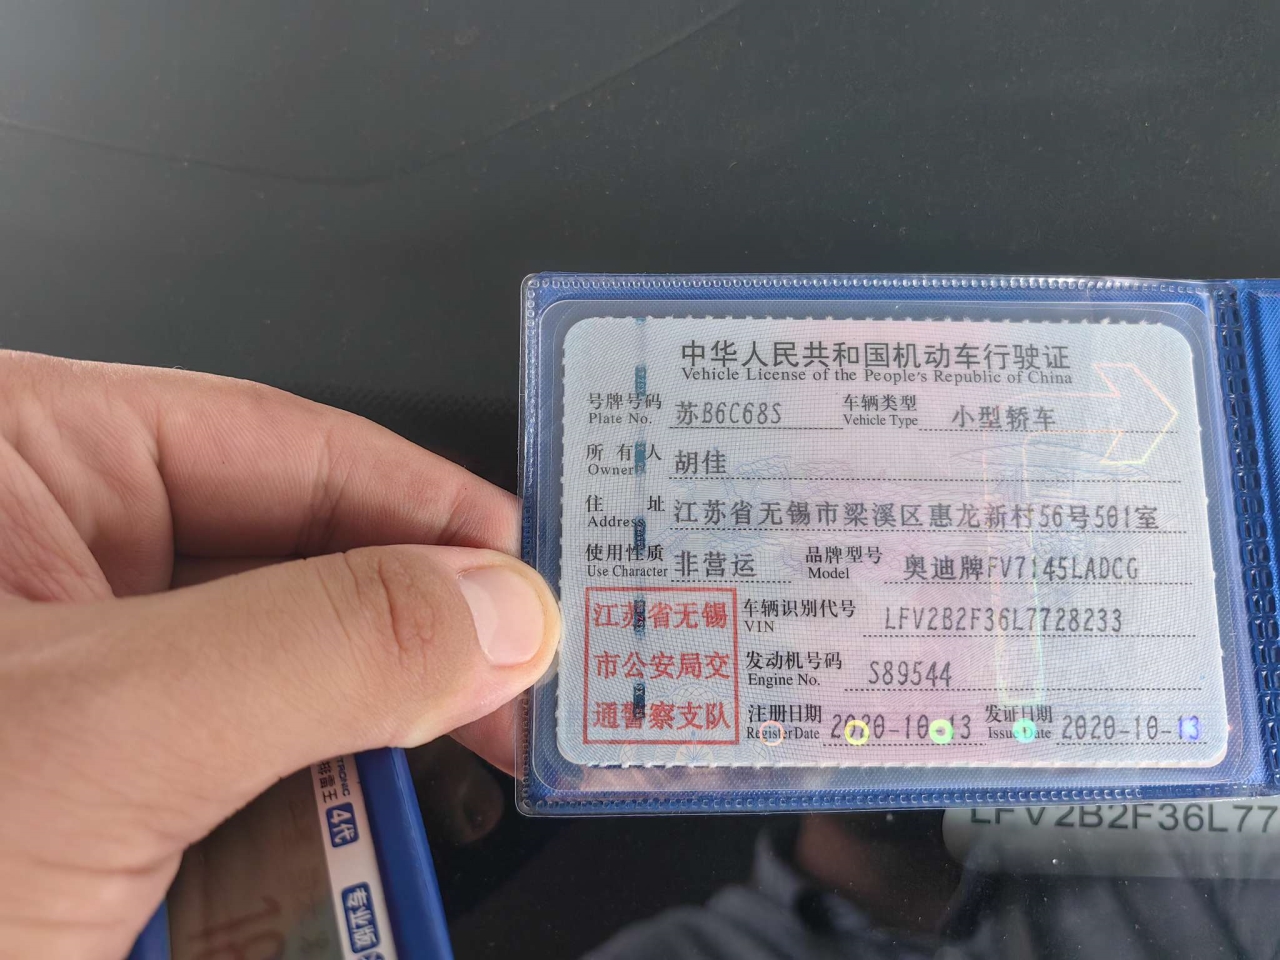 中华人民共和国机动车行驶证
Vehicle License of the People's Republic of China
号牌号码 苏B6C68S 车辆类型 小型轿车
Plate No. Vehicle Type
所有人 胡佳
Owner
住址 江苏省无锡市梁溪区惠龙新村56号501室
Address
使用性质 非营运 品牌型号 奥迪牌FV7145LADCG
Use Character Model
江苏省无锡
市公安局交
通警察支队
车辆识别代号 LFV2B2F36L7728233
VIN
发动机号码 S89544
Engine No.
注册日期 2020-10-13 发证日期 2020-10-13
Register Date Issue Date
LFV2B2F36L77
4代
专业版